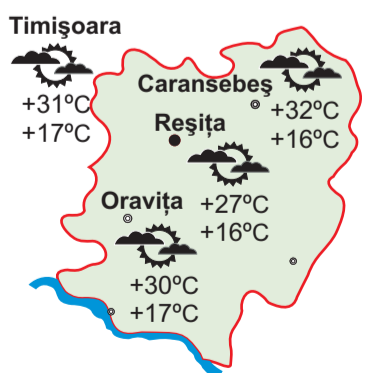 Timişoara
+31ºC
+17ºC
Caransebeş
+32ºC
+16ºC
Reşiţa
+27ºC
+16ºC
Oraviţa
+30ºC
+17ºC